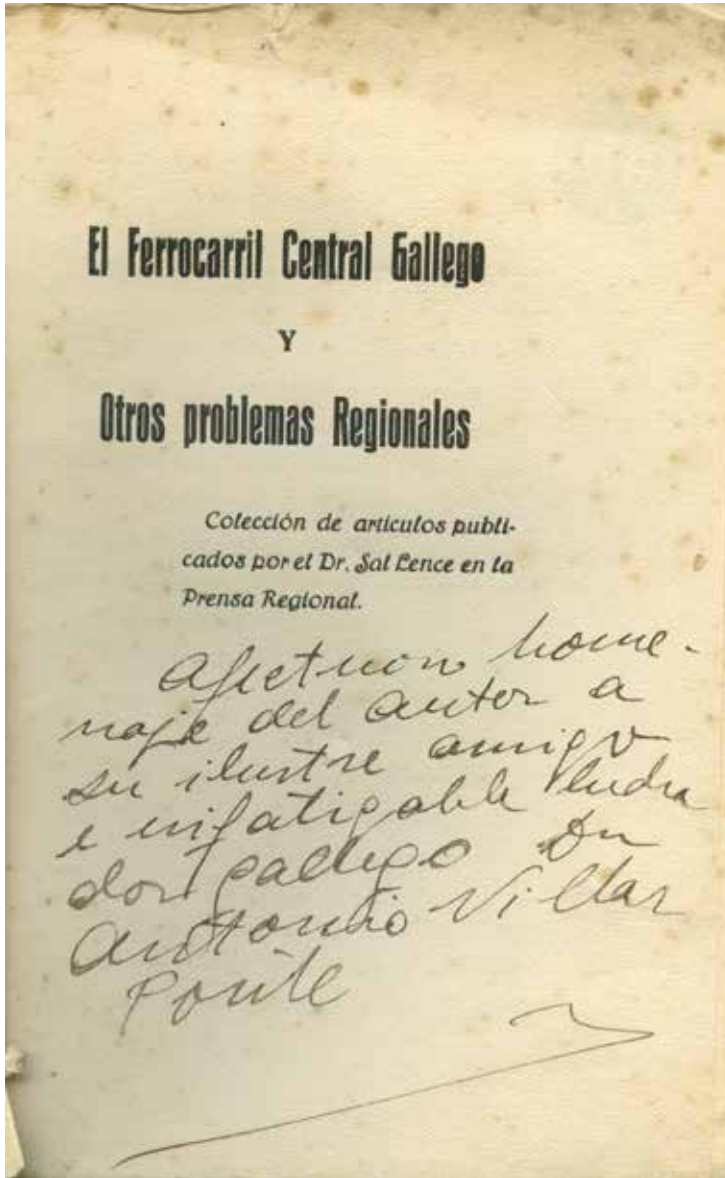 El Ferrocarril Central Gallego
Y
Otros problemas Regionales
Colección de artículos publi-
cados por el Dr. Sal Lence en la
Prensa Regional.
Afectuoso home-
naje del autor a
su ilustre amigo
e infatigable lucha
dor gallego Dn
Antonio Villar
Ponte